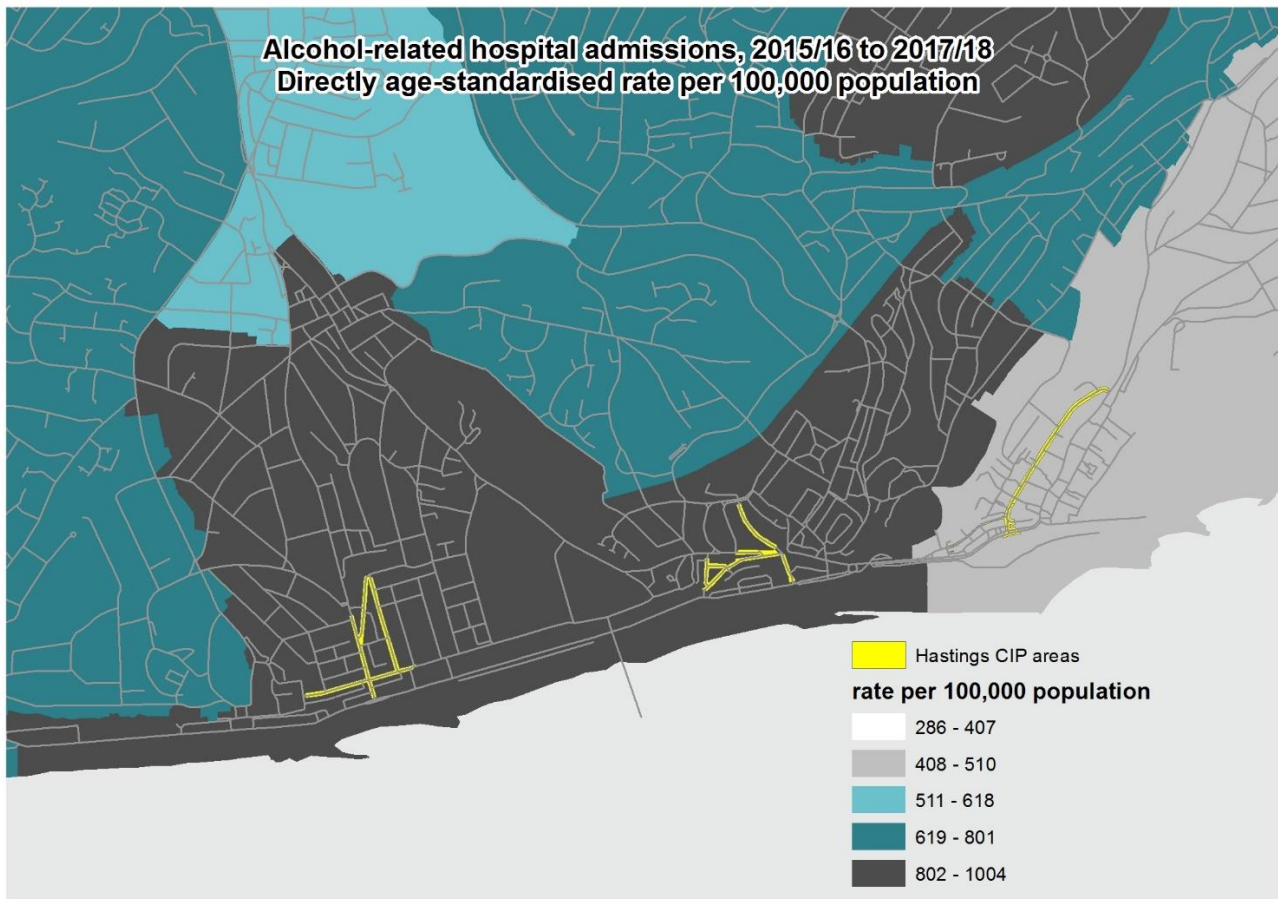 Alcohol-related hospital admissions, 2015/16 to 2017/18
Directly age-standardised rate per 100,000 population
Hastings CIP areas
rate per 100,000 population
286 - 407
408 - 510
511 - 618
619 - 801
802 - 1004